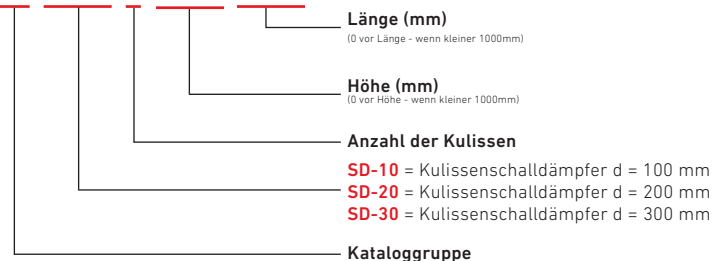 Länge (mm)
(0 vor Länge - wenn kleiner 1000mm)
Höhe (mm)
(0 vor Höhe - wenn kleiner 1000mm)
Anzahl der Kulissen
SD-10 = Kulissenschalldämpfer d = 100 mm
SD-20 = Kulissenschalldämpfer d = 200 mm
SD-30 = Kulissenschalldämpfer d = 300 mm
Kataloggruppe